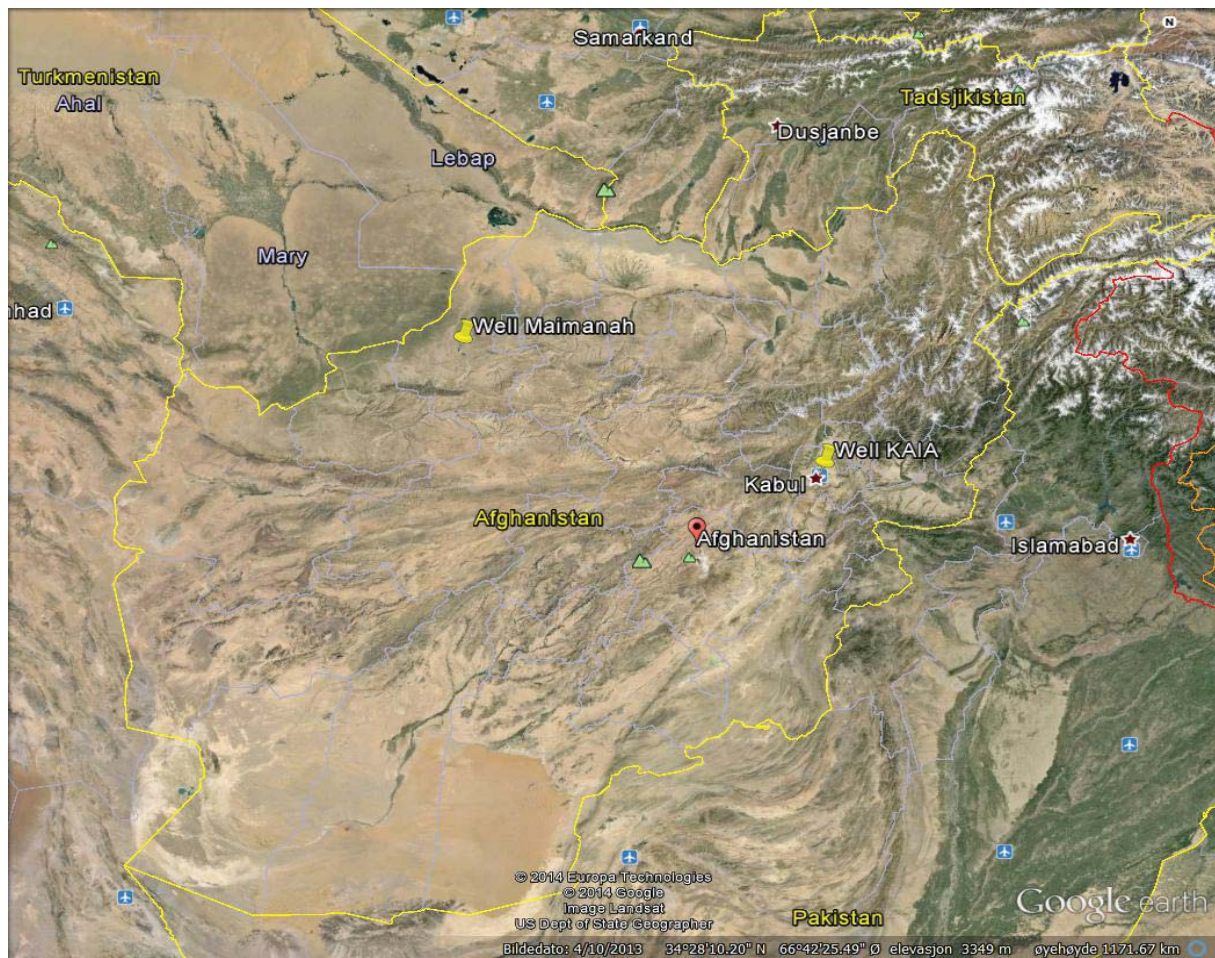 N
Samarkand
Turkmenistan
Ahal
Tadsjikistan
Dusjanbe
Lebap
Mary
hhad
Well Maimanah
Well KAIA
Kabul
Afghanistan
Afghanistan
Islamabad
© 2014 Europa Technologies
© 2014 Google
Image Landsat
US Dept of State Geographer
Google earth
Pakistan
Bildedato: 4/10/2013 34°28'10.20" N 66°42'25.49" Ø elevasjon 3349 m øyehøyde 1171.67 km